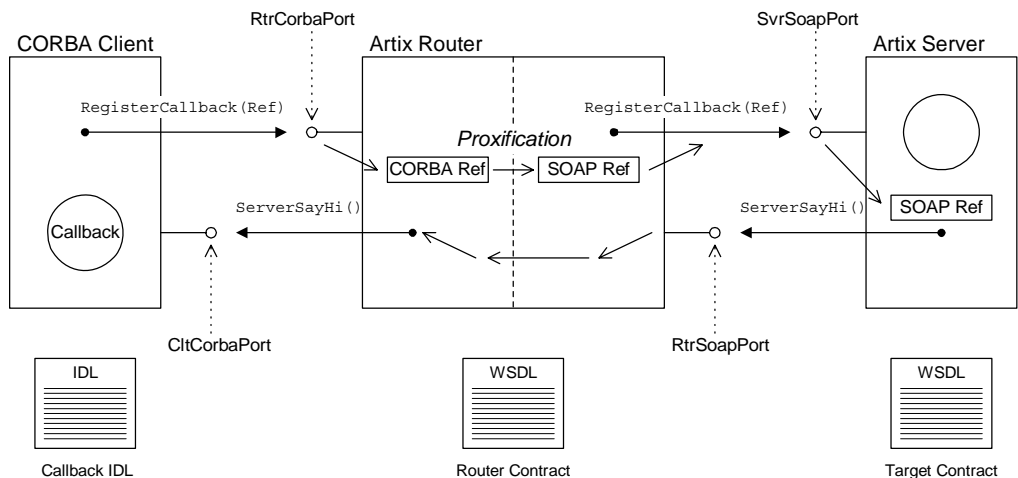 RtrCorbaPort
SvrSoapPort
CORBA Client
Artix Router
Artix Server
RegisterCallback(Ref)
RegisterCallback(Ref)
Proxification
CORBA Ref
SOAP Ref
SOAP Ref
ServerSayHi()
ServerSayHi()
Callback
CltCorbaPort
RtrSoapPort
IDL
WSDL
WSDL
Callback IDL
Router Contract
Target Contract